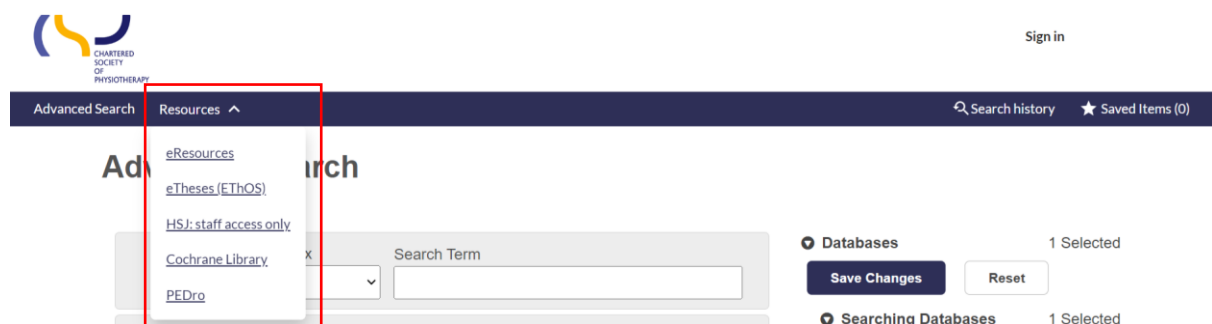 CHARTERED
SOCIETY
OF
PHYSIOTHERAPY
Sign in
Advanced Search Resources Search history Saved Items (0)
eResources
eTheses (EThOS)
HSJ: staff access only
Cochrane Library
PEDro
Ad rch
x Search Term
Databases 1 Selected
Save Changes Reset
Searching Databases 1 Selected